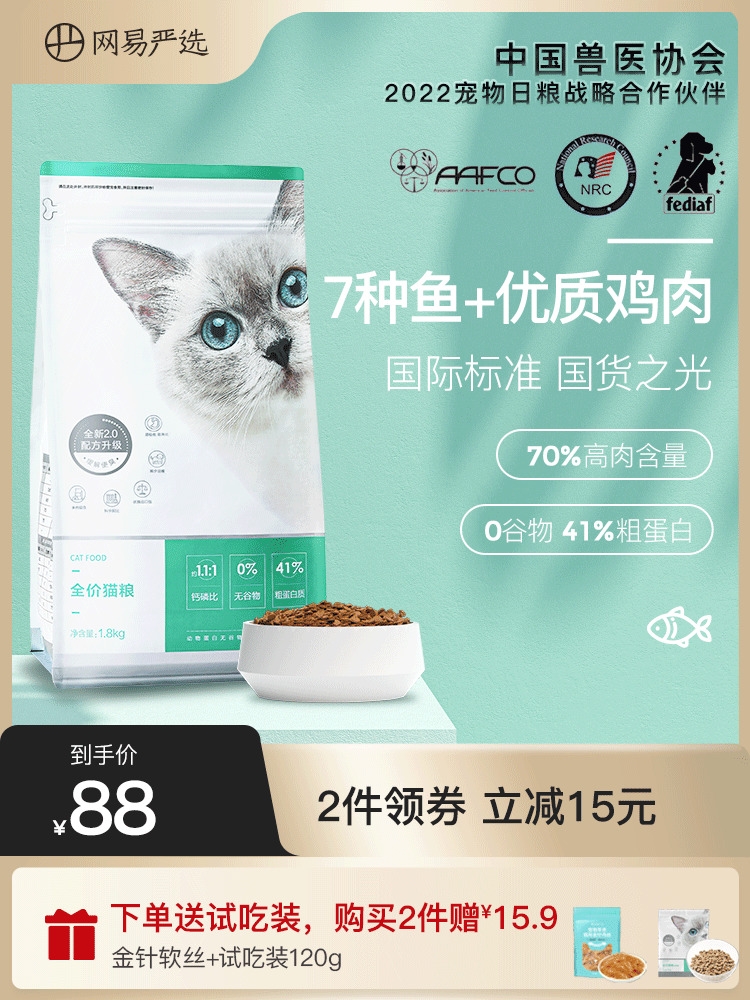 网易严选
中国兽医协会
2022宠物日粮战略合作伙伴
AAFCO
National Research Council
NRC
fediaf
7种鱼+优质鸡肉
国际标准 国货之光
70%高肉含量
0谷物 41%粗蛋白
全新2.0
配方升级
CAT FOOD
全价猫粮
净含量:1.8kg
约1.1:1
钙磷比
0%
无谷物
41%
粗蛋白质
到手价
¥88
2件领券 立减15元
下单送试吃装，购买2件赠¥15.9
金针软丝+试吃装120g